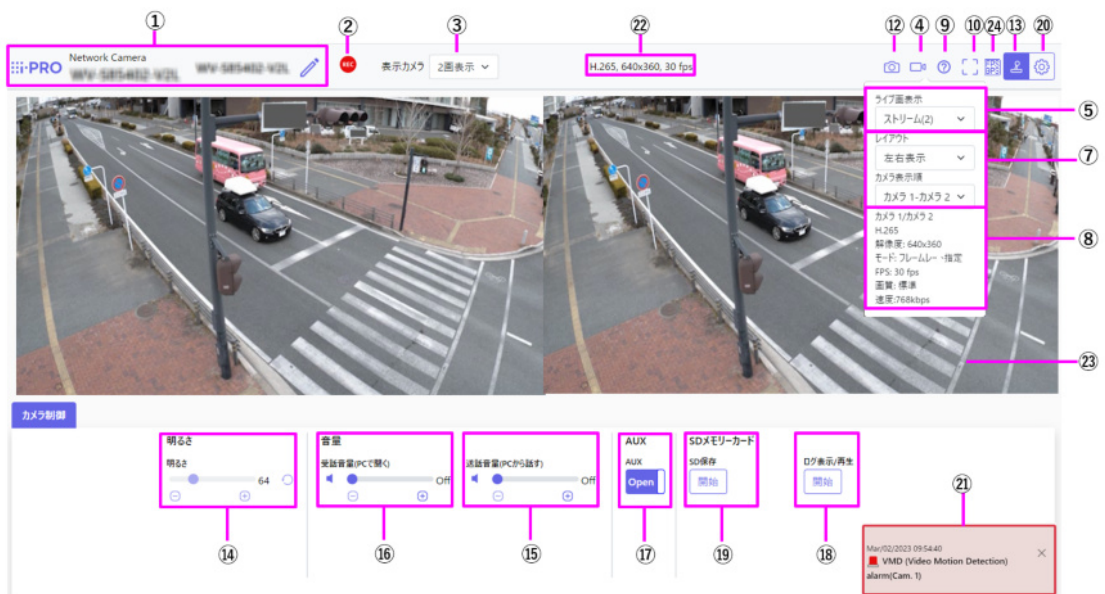 ① ② ③ ㉒ ⑫ ④ ⑨ ⑩ ㉔ ⑬ ⑳
i-PRO Network Camera
REC 表示カメラ 2画表示 H.265, 640x360, 30 fps
ライブ画表示
ストリーム(2)
⑤
レイアウト
左右表示
⑦
カメラ表示順
カメラ 1-カメラ 2
カメラ 1/カメラ 2
H.265
⑧
解像度: 640x360
モード: フレームレート指定
FPS: 30 fps
画質: 標準
速度:768kbps
㉓
カメラ制御
明るさ
明るさ
64
音量
受話音量(PCで聞く)
Off
送話音量(PCから話す)
Off
AUX
AUX
Open
SDメモリーカード
SD保存
開始
ログ表示/再生
開始
⑭ ⑯ ⑮ ⑰ ⑲ ⑱ ㉑
Mar/02/2023 09:54:40
VMD (Video Motion Detection)
alarm(Cam. 1)